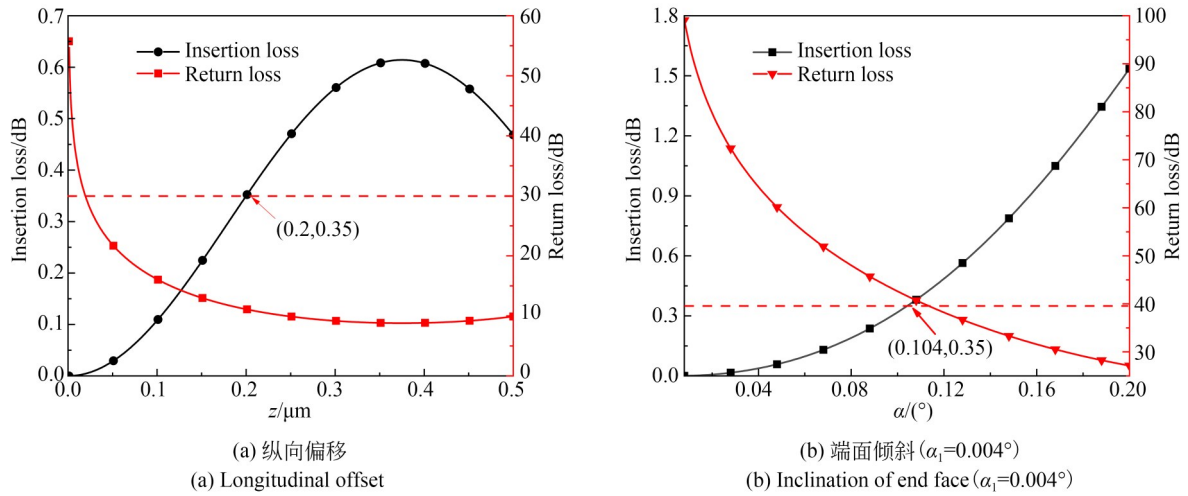 0.7
0.6
0.5
0.4
0.3
0.2
0.1
0.0
Insertion loss/dB
Insertion loss
Return loss
(0.2,0.35)
60
50
40
30
20
10
0
Return loss/dB
0.0 0.1 0.2 0.3 0.4 0.5
z/μm
(a) 纵向偏移
(a) Longitudinal offset
1.8
1.5
1.2
0.9
0.6
0.3
0.0
Insertion loss/dB
Insertion loss
Return loss
(0.104,0.35)
100
90
80
70
60
50
40
30
Return loss/dB
0.04 0.08 0.12 0.16 0.20
α/(°)
(b) 端面倾斜(α₁=0.004°)
(b) Inclination of end face(α₁=0.004°)